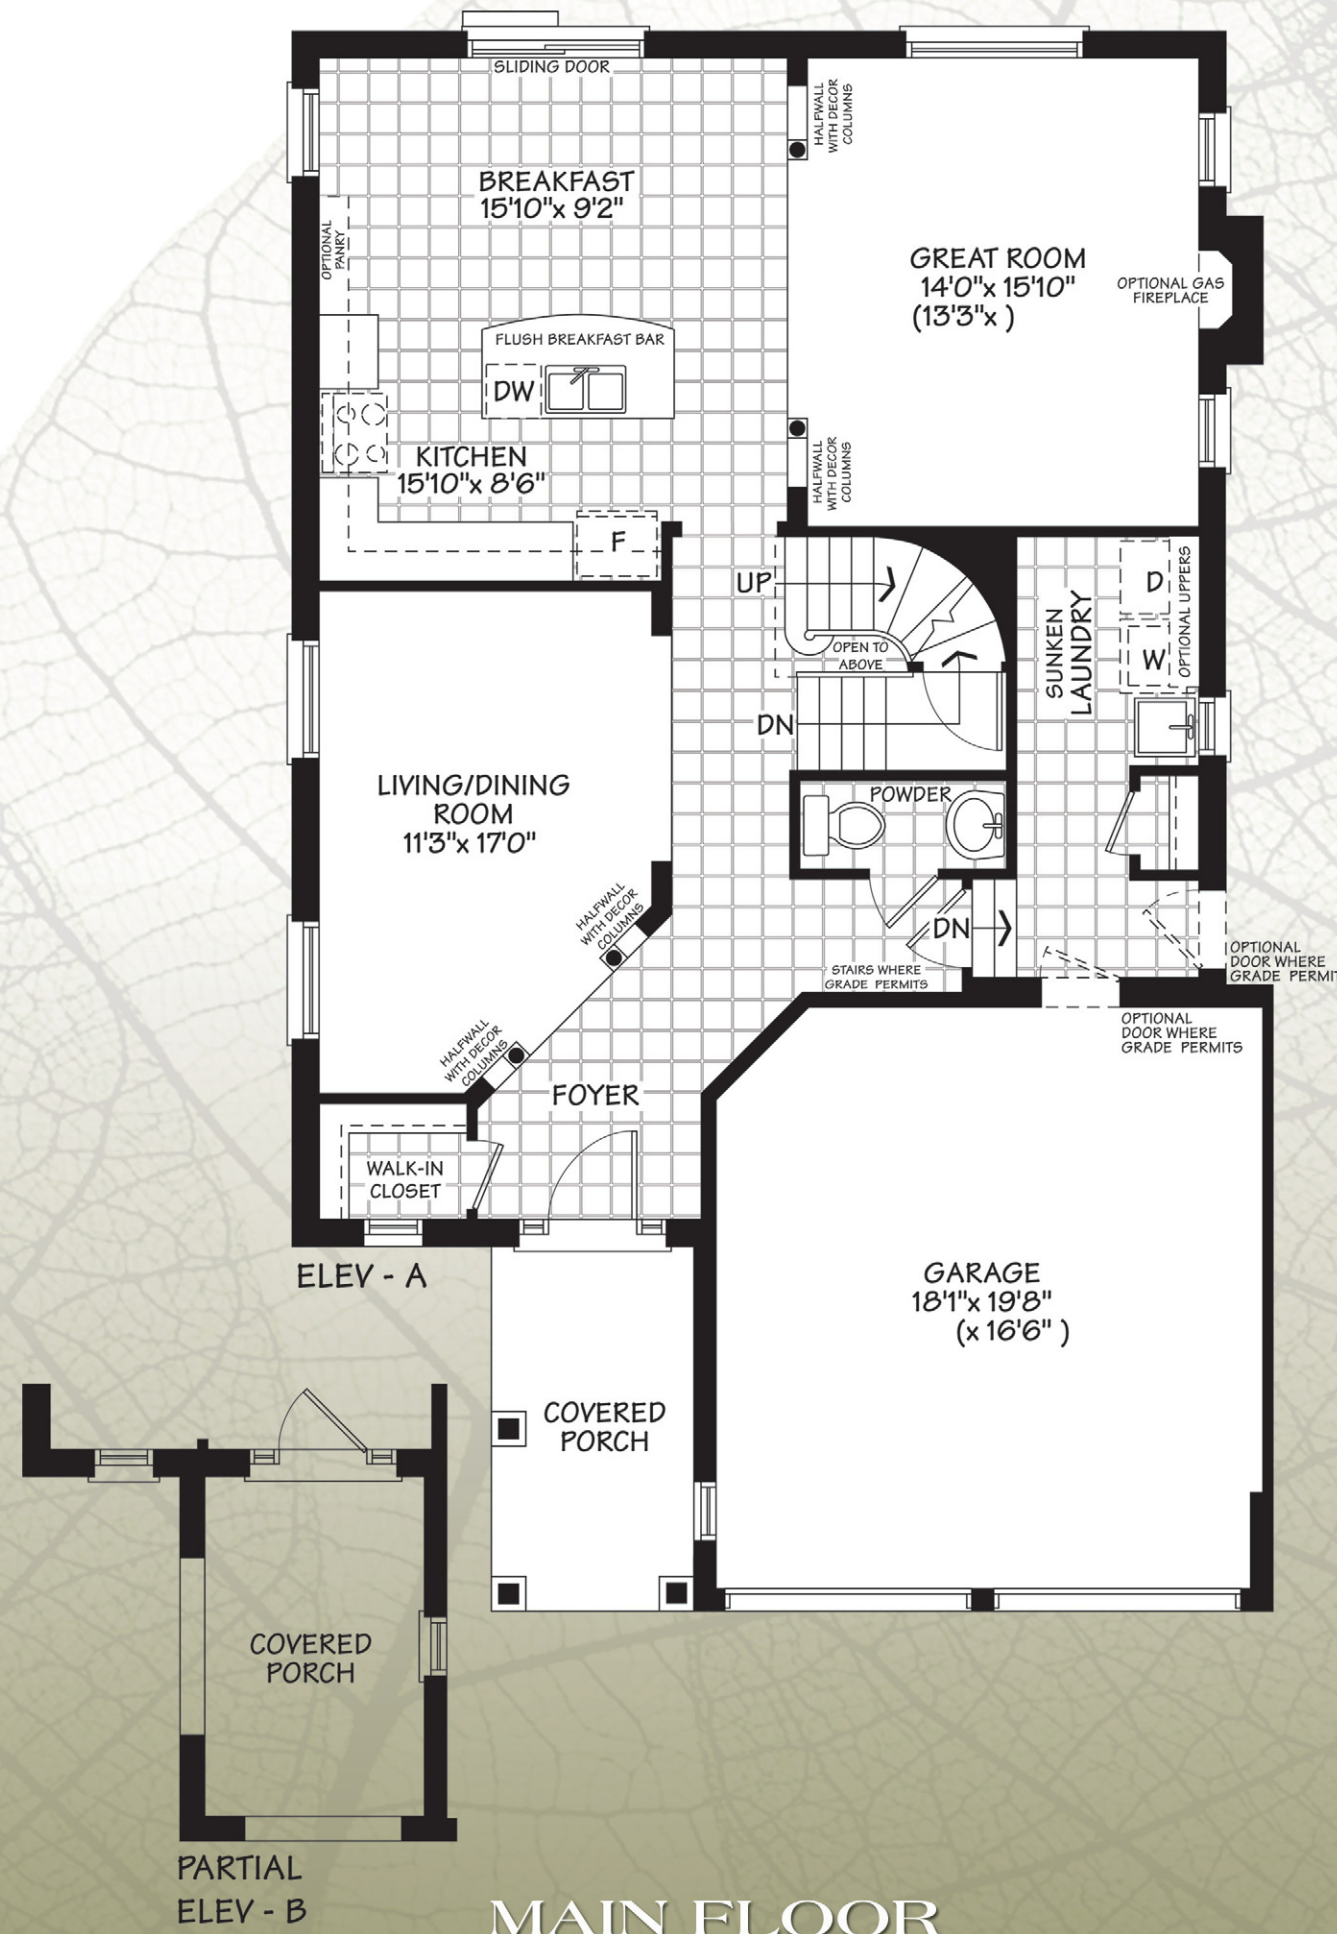 SLIDING DOOR
HALFWALL
WITH DECOR
COLUMNS
BREAKFAST
15'10"x 9'2"
OPTIONAL
PANRY
GREAT ROOM
14'0"x 15'10"
(13'3"x )
OPTIONAL GAS
FIREPLACE
FLUSH BREAKFAST BAR
DW
KITCHEN
15'10"x 8'6"
HALFWALL
WITH DECOR
COLUMNS
F
UP
OPEN TO
ABOVE
DN
SUNKEN
LAUNDRY
D
W
OPTIONAL UPPERS
LIVING/DINING
ROOM
11'3"x 17'0"
POWDER
HALFWALL
WITH DECOR
COLUMNS
DN
STAIRS WHERE
GRADE PERMITS
OPTIONAL
DOOR WHERE
GRADE PERMIT
OPTIONAL
DOOR WHERE
GRADE PERMITS
HALFWALL
WITH DECOR
COLUMNS
FOYER
WALK-IN
CLOSET
ELEV - A
GARAGE
18'1"x 19'8"
(x 16'6" )
COVERED
PORCH
COVERED
PORCH
PARTIAL
ELEV - B
MAIN FLOOR